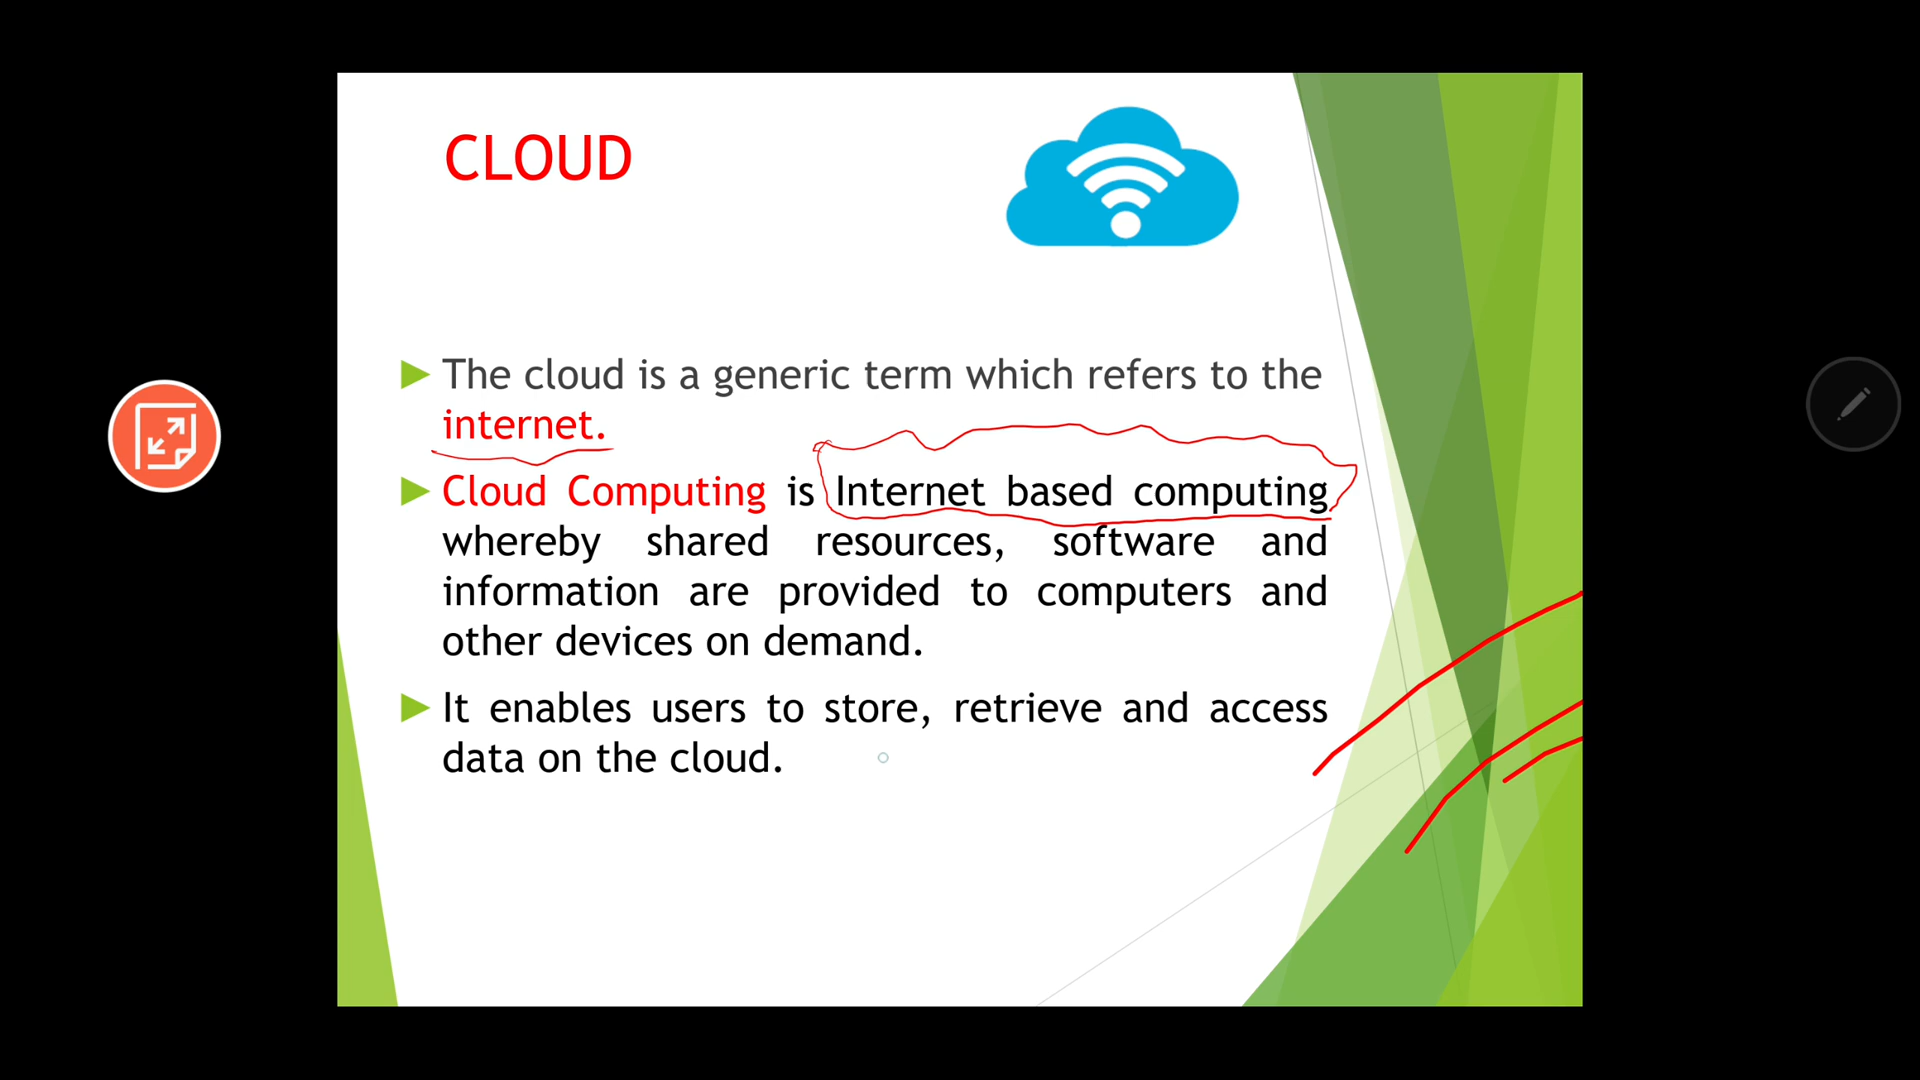 CLOUD
The cloud is a generic term which refers to the
internet.
Cloud Computing is Internet based computing
whereby shared resources, software and
information are provided to computers and
other devices on demand.
It enables users to store, retrieve and access
data on the cloud.